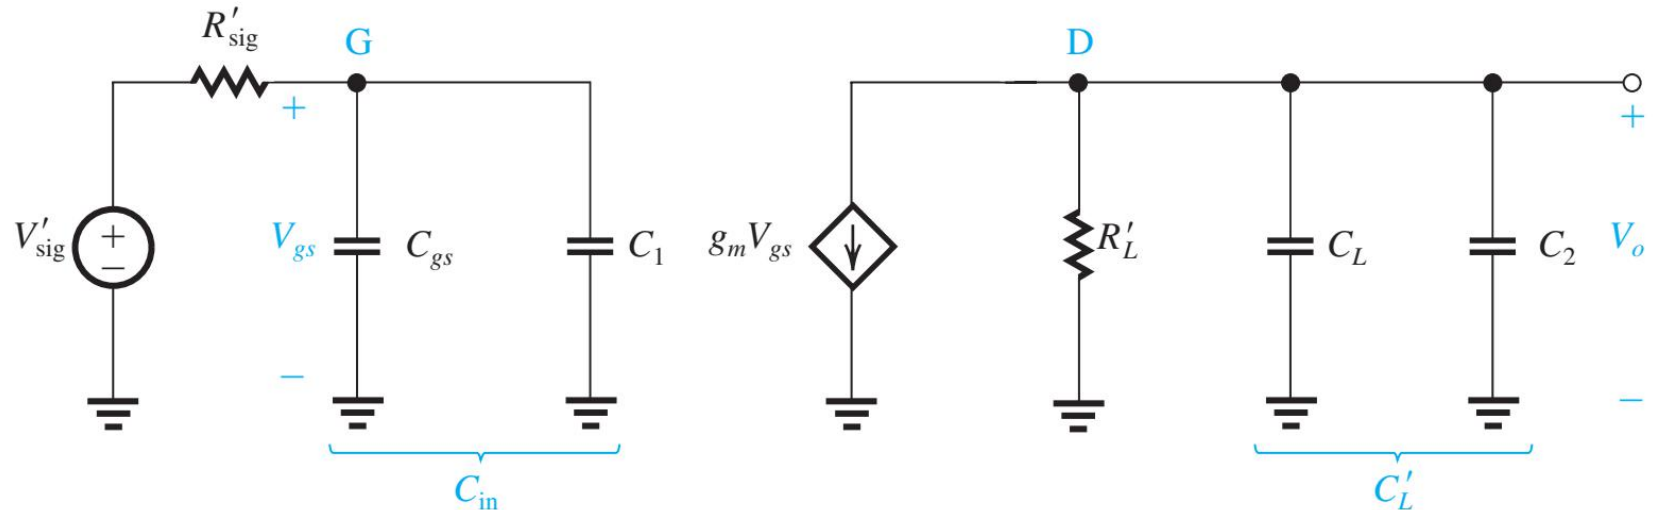 R′sig
G
D
+
+
V′sig
+
−
Vgs
Cgs
C1
gmVgs
R′L
CL
C2
Vo
−
−
Cin
C′L